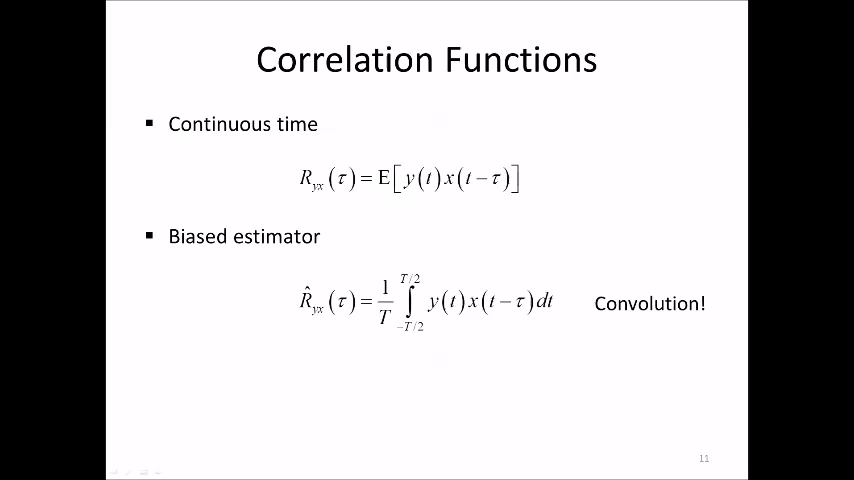 Correlation Functions
▪ Continuous time
R_yx(τ) = E[y(t)x(t−τ)]
▪ Biased estimator
R̂_yx(τ) = 1/T ∫_{−T/2}^{T/2} y(t)x(t−τ)dt Convolution!
11